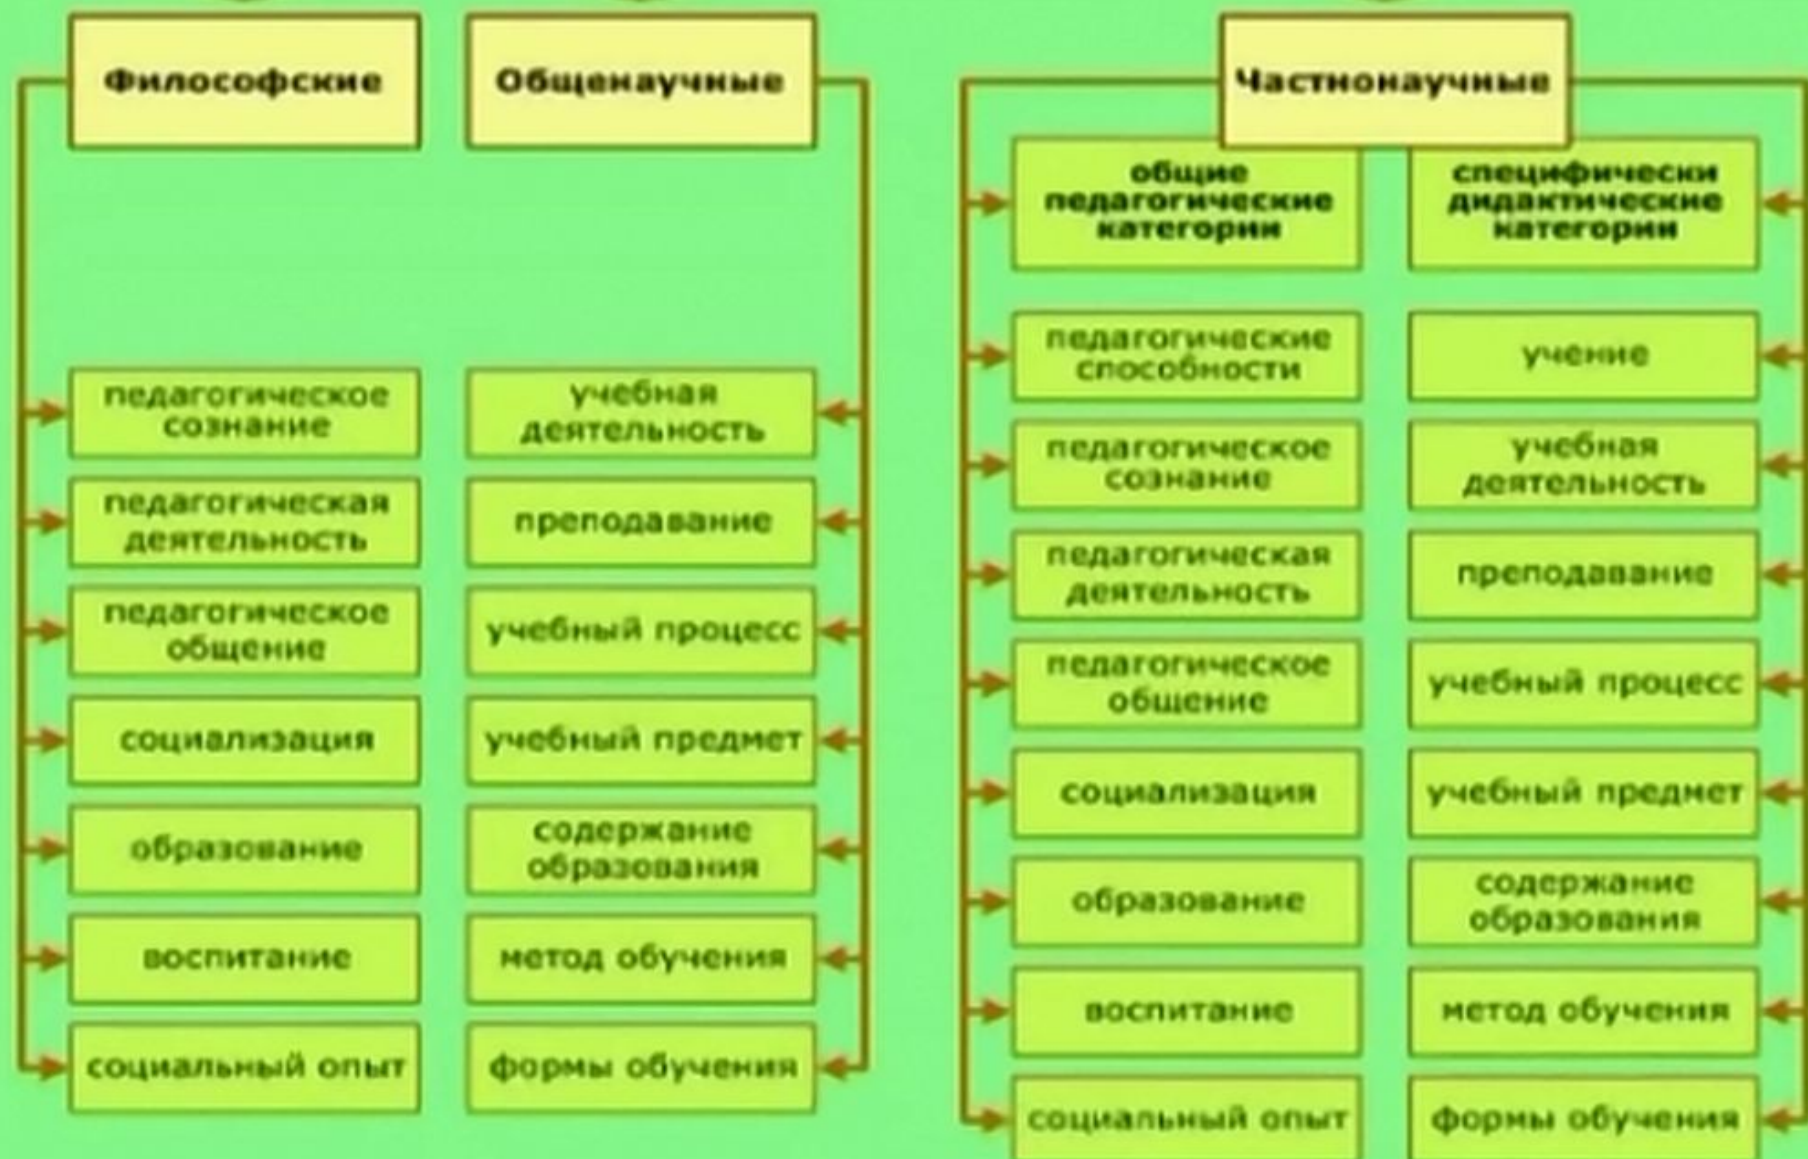 Философские
Общенаучные
Частнонаучные
педагогическое
сознание
педагогическая
деятельность
педагогическое
общение
социализация
образование
воспитание
социальный опыт
учебная
деятельность
преподавание
учебный процесс
учебный предмет
содержание
образования
метод обучения
формы обучения
общие
педагогические
категории
педагогические
способности
педагогическое
сознание
педагогическая
деятельность
педагогическое
общение
социализация
образование
воспитание
социальный опыт
специфически
дидактические
категории
учение
учебная
деятельность
преподавание
учебный процесс
учебный предмет
содержание
образования
метод обучения
формы обучения